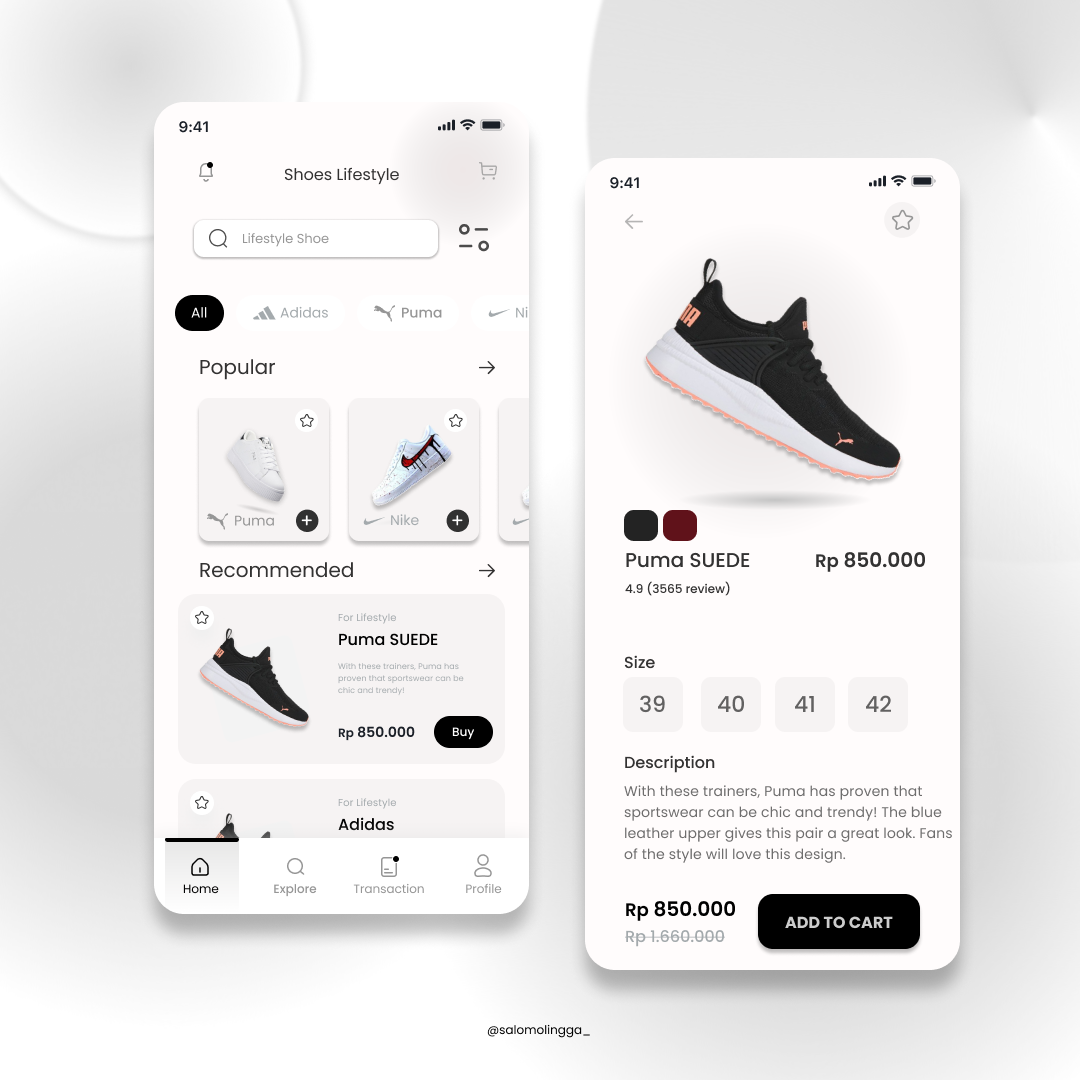 9:41
Shoes Lifestyle
Lifestyle Shoe
All
Adidas
Puma
Ni
Popular
Puma
Nike
Recommended
For Lifestyle
Puma SUEDE
With these trainers, Puma has
proven that sportswear can be
chic and trendy!
Rp 850.000
Buy
For Lifestyle
Adidas
Home
Explore
Transaction
Profile
9:41
Puma SUEDE
Rp 850.000
4.9 (3565 review)
Size
39 40 41 42
Description
With these trainers, Puma has proven that
sportswear can be chic and trendy! The blue
leather upper gives this pair a great look. Fans
of the style will love this design.
Rp 850.000
Rp 1.660.000
ADD TO CART
@salomolingga_